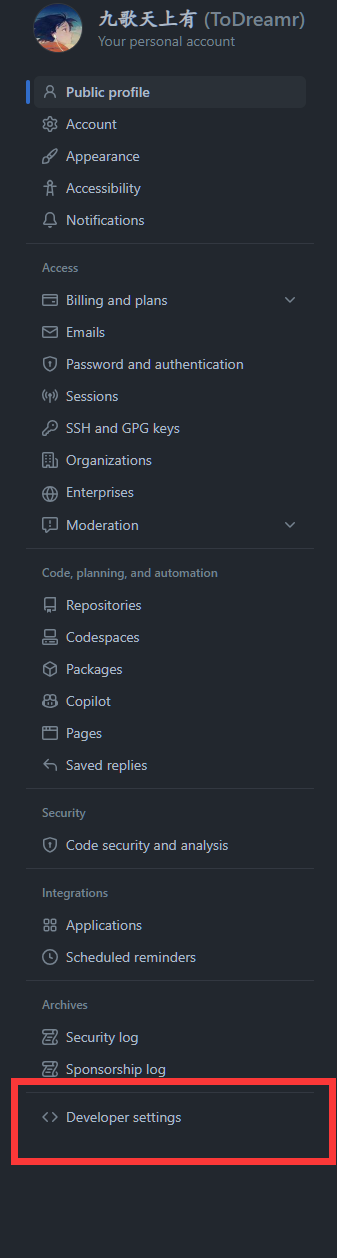 九歌天上有 (ToDreamr)
Your personal account
Public profile
Account
Appearance
Accessibility
Notifications
Access
Billing and plans
Emails
Password and authentication
Sessions
SSH and GPG keys
Organizations
Enterprises
Moderation
Code, planning, and automation
Repositories
Codespaces
Packages
Copilot
Pages
Saved replies
Security
Code security and analysis
Integrations
Applications
Scheduled reminders
Archives
Security log
Sponsorship log
Developer settings